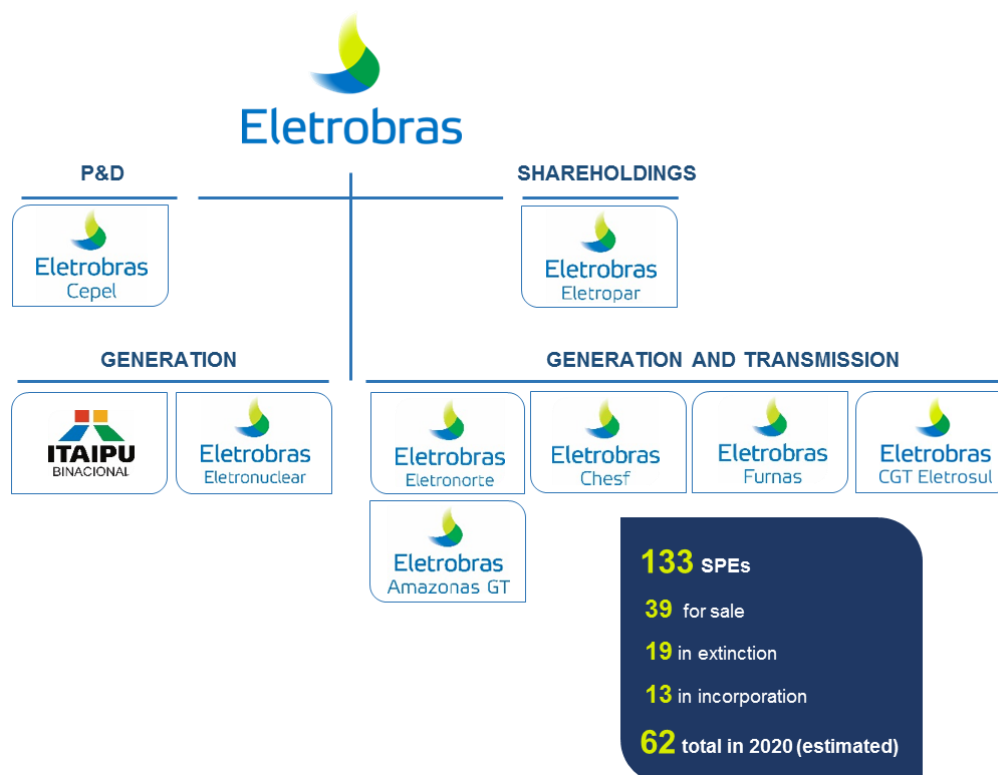 Eletrobras
P&D
SHAREHOLDINGS
Eletrobras
Cepel
Eletrobras
Eletropar
GENERATION
GENERATION AND TRANSMISSION
ITAIPU
BINACIONAL
Eletrobras
Eletronuclear
Eletrobras
Eletronorte
Eletrobras
Chesf
Eletrobras
Furnas
Eletrobras
CGT Eletrosul
Eletrobras
Amazonas GT
133 SPEs
39 for sale
19 in extinction
13 in incorporation
62 total in 2020 (estimated)